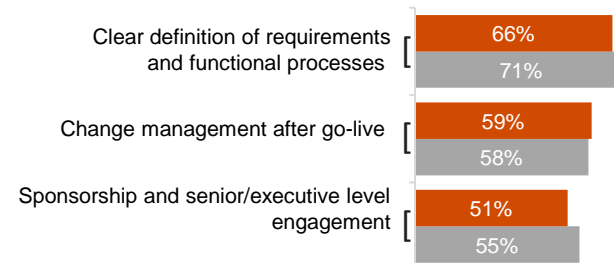 Clear definition of requirements
and functional processes
66%
71%
Change management after go-live
59%
58%
Sponsorship and senior/executive level
engagement
51%
55%